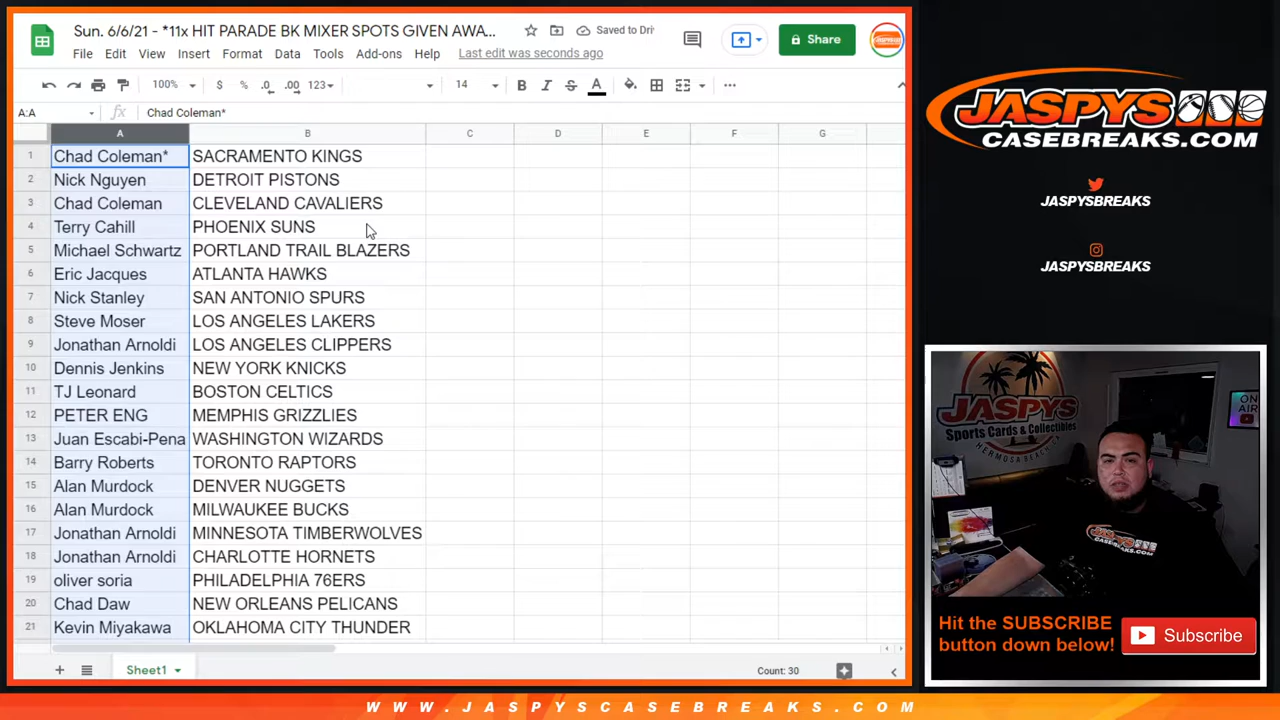 Sun. 6/6/21 - *11x HIT PARADE BK MIXER SPOTS GIVEN AWA...
Saved to Dri
Share
File Edit View Insert Format Data Tools Add-ons Help Last edit was seconds ago
100% $ % .0 .00 123 14 B I S A
A:A fx Chad Coleman*
A B C D E F G
1 Chad Coleman* SACRAMENTO KINGS
2 Nick Nguyen DETROIT PISTONS
3 Chad Coleman CLEVELAND CAVALIERS
4 Terry Cahill PHOENIX SUNS
5 Michael Schwartz PORTLAND TRAIL BLAZERS
6 Eric Jacques ATLANTA HAWKS
7 Nick Stanley SAN ANTONIO SPURS
8 Steve Moser LOS ANGELES LAKERS
9 Jonathan Arnoldi LOS ANGELES CLIPPERS
10 Dennis Jenkins NEW YORK KNICKS
11 TJ Leonard BOSTON CELTICS
12 PETER ENG MEMPHIS GRIZZLIES
13 Juan Escabi-Pena WASHINGTON WIZARDS
14 Barry Roberts TORONTO RAPTORS
15 Alan Murdock DENVER NUGGETS
16 Alan Murdock MILWAUKEE BUCKS
17 Jonathan Arnoldi MINNESOTA TIMBERWOLVES
18 Jonathan Arnoldi CHARLOTTE HORNETS
19 oliver soria PHILADELPHIA 76ERS
20 Chad Daw NEW ORLEANS PELICANS
21 Kevin Miyakawa OKLAHOMA CITY THUNDER
Sheet1
Count: 30
JASPYS
CASEBREAKS.COM
JASPYSBREAKS
JASPYSBREAKS
JASPYS
Sports Cards & Collectibles
HERMOSA BEACH
ON
AIR
JASPYS
CASEBREAKS.COM
Hit the SUBSCRIBE
button down below!
Subscribe
WWW.JASPYSCASEBREAKS.COM